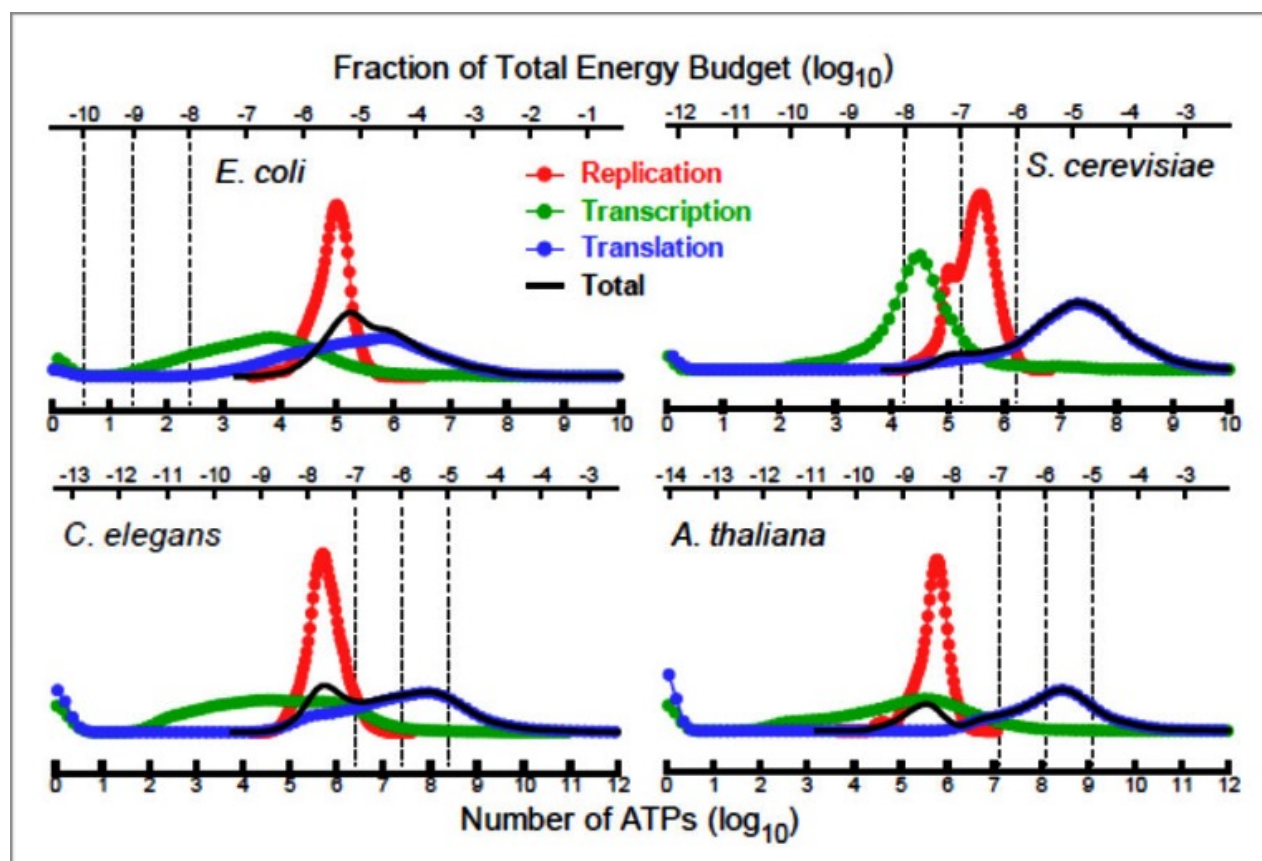 Fraction of Total Energy Budget (log10)
-10 -9 -8 -7 -6 -5 -4 -3 -2 -1
-12 -11 -10 -9 -8 -7 -6 -5 -4 -3
E. coli
Replication
Transcription
Translation
Total
S. cerevisiae
0 1 2 3 4 5 6 7 8 9 10
0 1 2 3 4 5 6 7 8 9 10
-13 -12 -11 -10 -9 -8 -7 -6 -5 -4 -3
-14 -13 -12 -11 -10 -9 -8 -7 -6 -5 -4 -3
C. elegans
A. thaliana
0 1 2 3 4 5 6 7 8 9 10 11 12
0 1 2 3 4 5 6 7 8 9 10 11 12
Number of ATPs (log10)